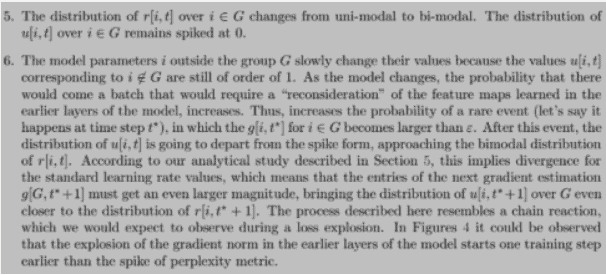 5. The distribution of r[i, t] over i ∈ G changes from uni-modal to bi-modal. The distribution of
u[i, t] over i ∈ G remains spiked at 0.
6. The model parameters i outside the group G slowly change their values because the values u[i, t]
corresponding to i ∉ G are still of order of 1. As the model changes, the probability that there
would come a batch that would require a "reconsideration" of the feature maps learned in the
earlier layers of the model, increases. Thus, increases the probability of a rare event (let's say it
happens at time step t*), in which the g[i, t*] for i ∈ G becomes larger than ε. After this event, the
distribution of u[i, t] is going to depart from the spike form, approaching the bimodal distribution
of r[i, t]. According to our analytical study described in Section 5, this implies divergence for
the standard learning rate values, which means that the entries of the next gradient estimation
g[G, t* + 1] must get an even larger magnitude, bringing the distribution of u[i, t* + 1] over G even
closer to the distribution of r[i, t* + 1]. The process described here resembles a chain reaction,
which we would expect to observe during a loss explosion. In Figures 4 it could be observed
that the explosion of the gradient norm in the earlier layers of the model starts one training step
earlier than the spike of perplexity metric.